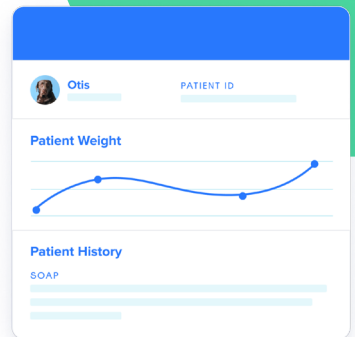 Otis
PATIENT ID
Patient Weight
Patient History
SOAP